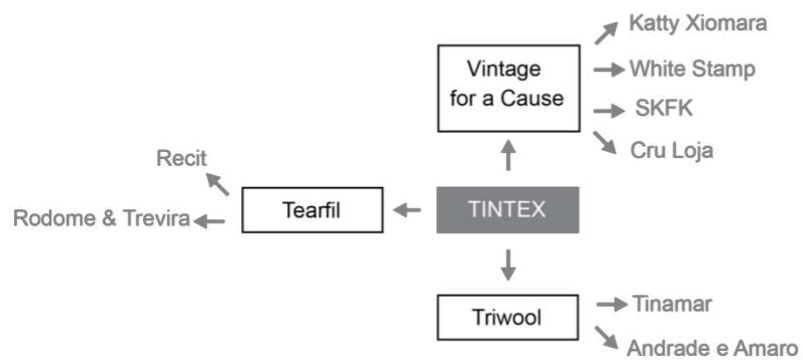 Katty Xiomara
Vintage
for a Cause
White Stamp
SKFK
Cru Loja
Recit
Rodome & Trevira
Tearfil
TINTEX
Triwool
Tinamar
Andrade e Amaro